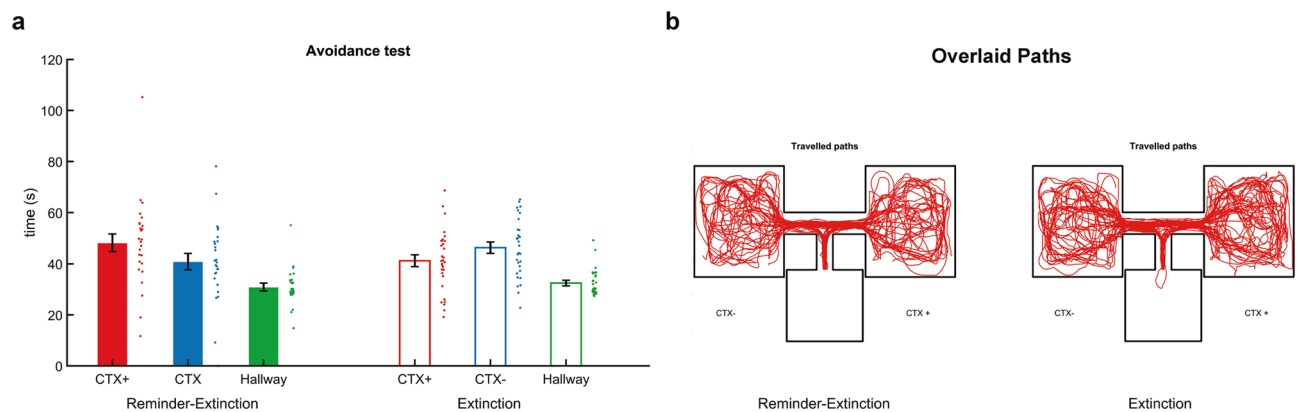 a
Avoidance test
120
100
80
60
40
20
0
time (s)
CTX+
CTX
Hallway
CTX+
CTX-
Hallway
Reminder-Extinction
Extinction
b
Overlaid Paths
Travelled paths
CTX-
CTX +
Reminder-Extinction
Travelled paths
CTX-
CTX +
Extinction